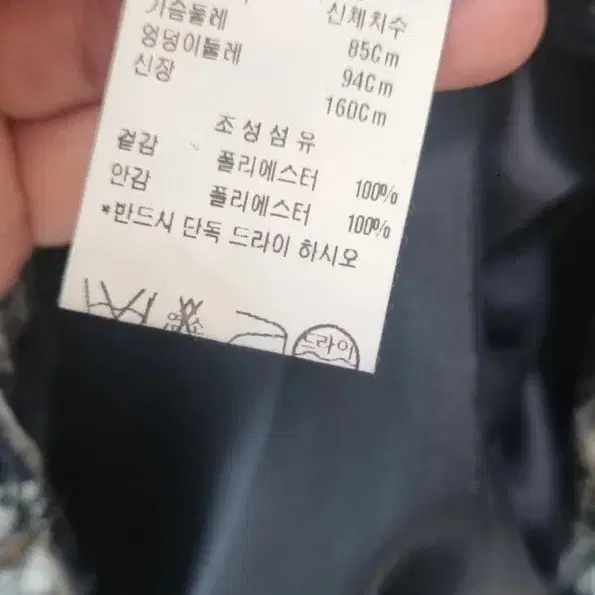 신체치수
가슴둘레 85Cm
엉덩이둘레 94Cm
신장 160Cm
조성섬유
겉감 폴리에스터 100%
안감 폴리에스터 100%
*반드시 단독 드라이 하시오
염소 드라이